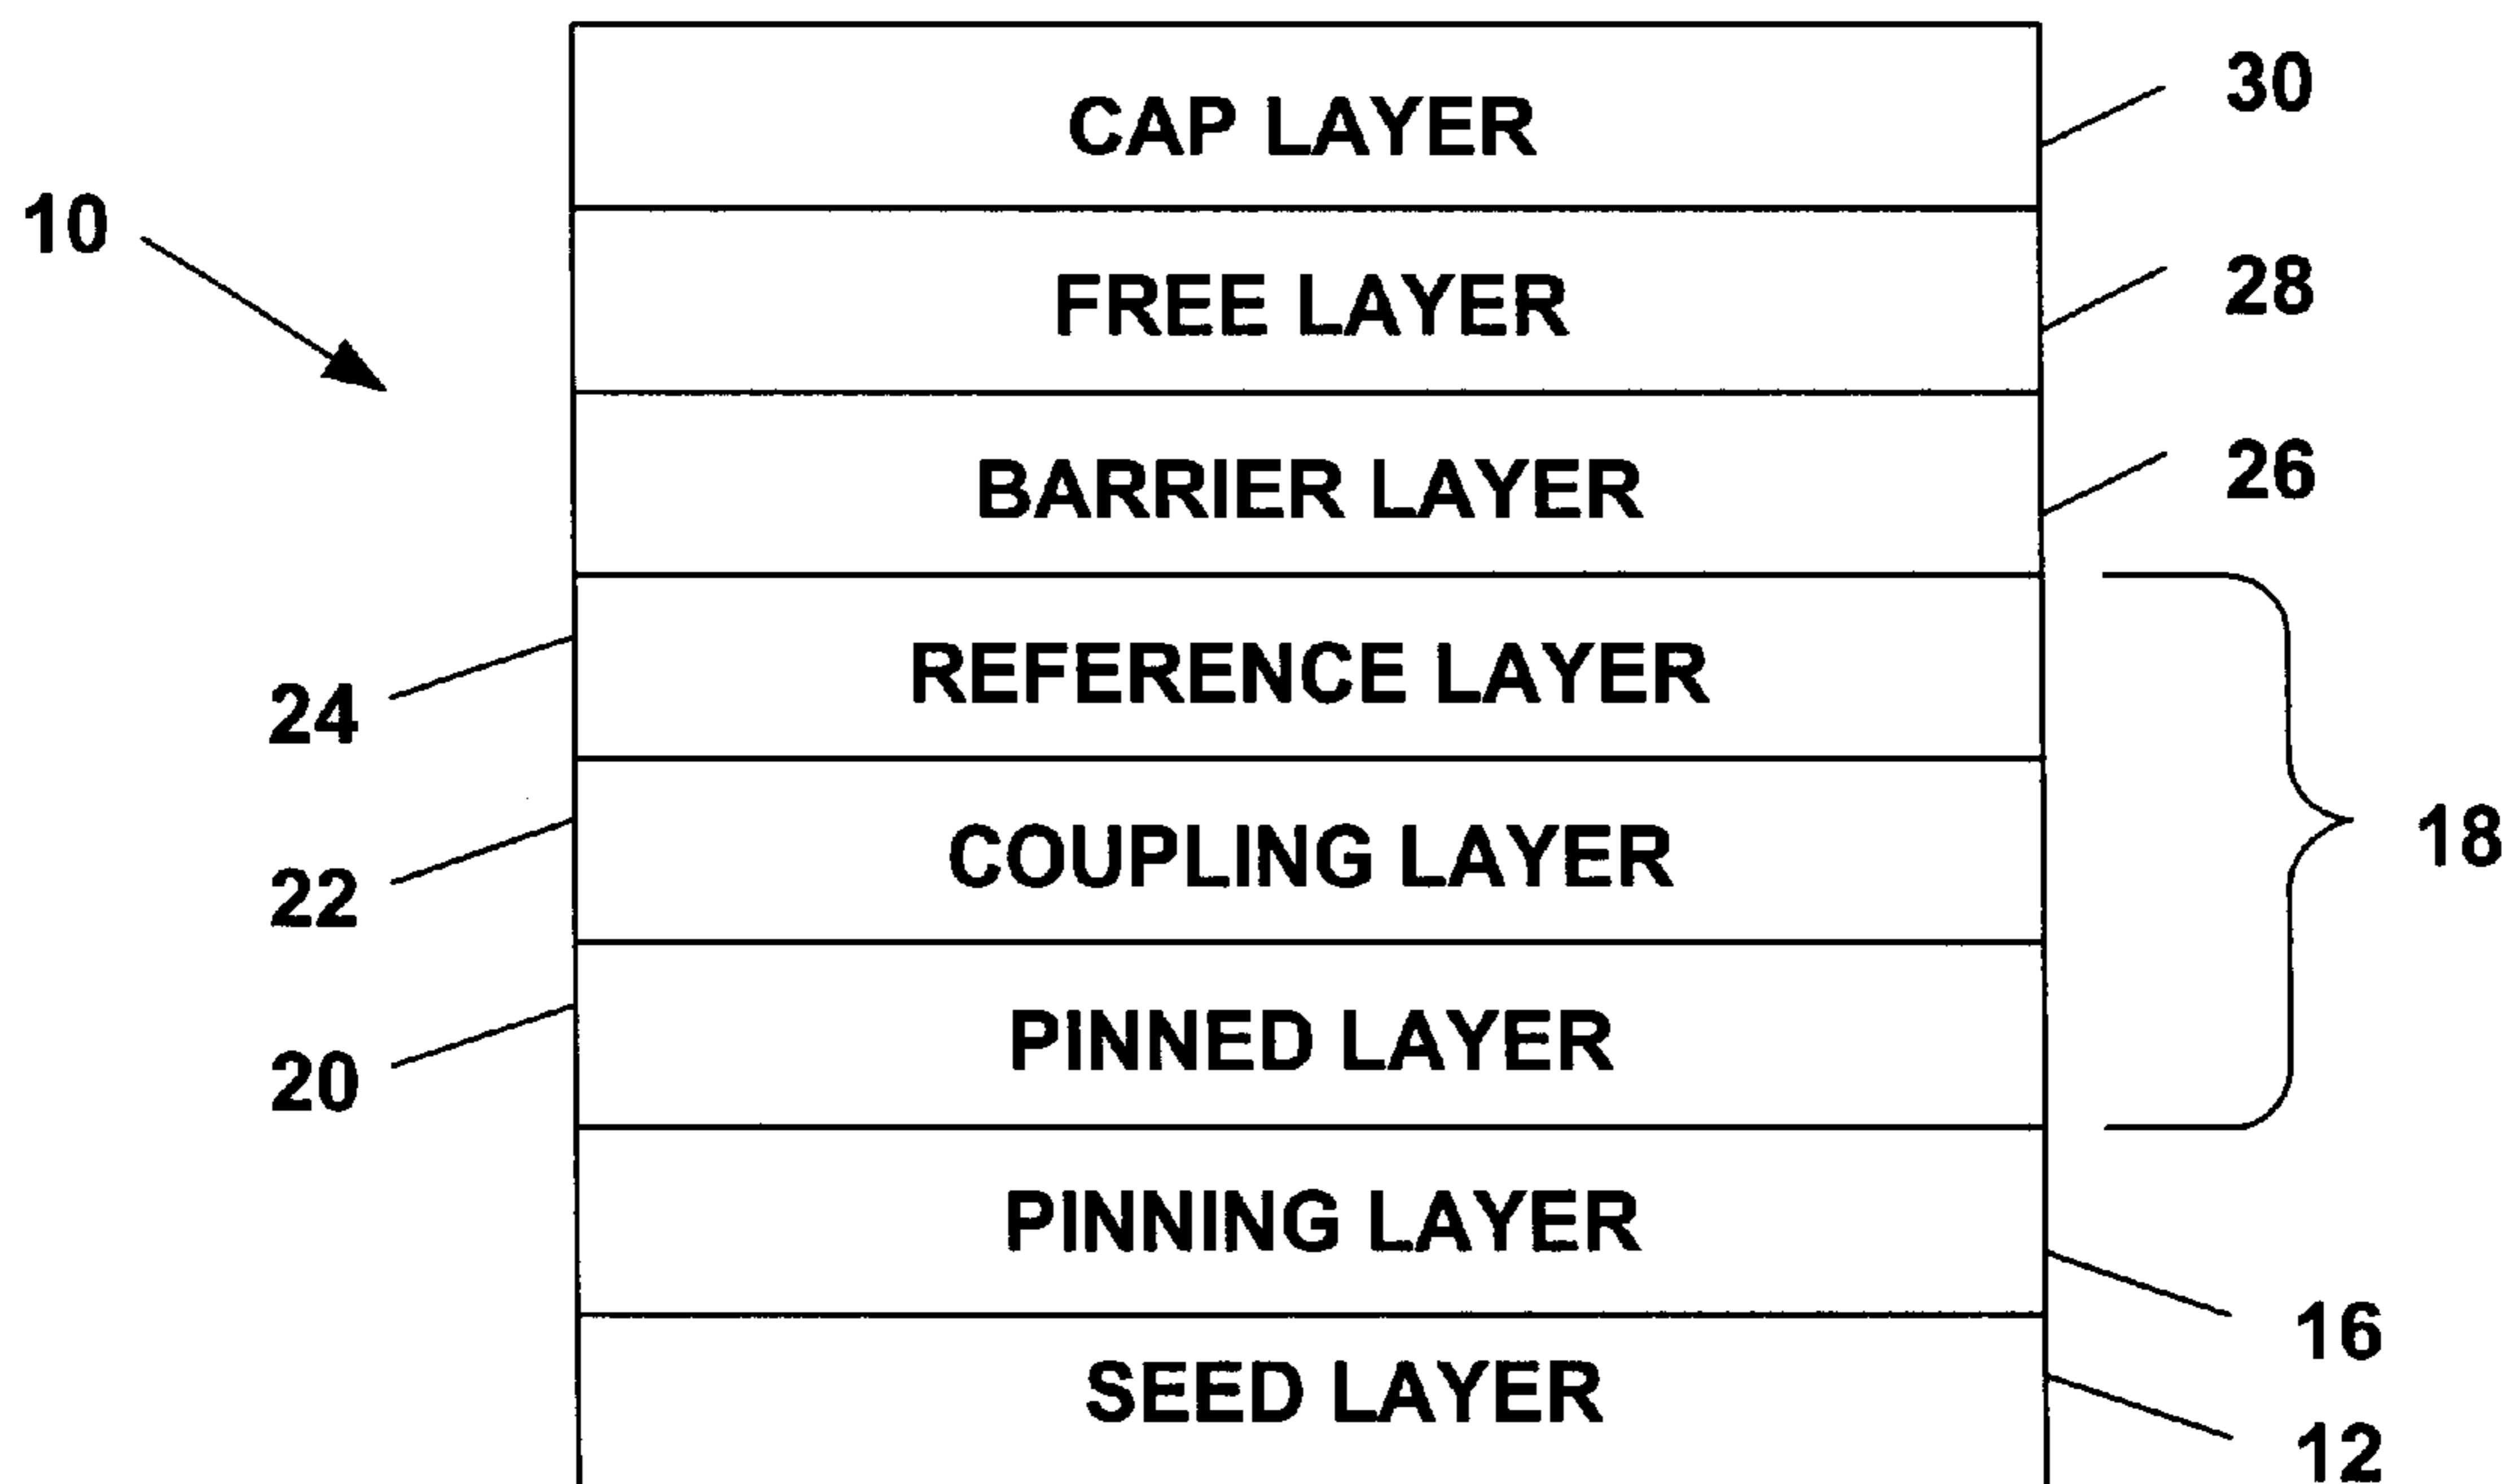 CAP LAYER
30
10
FREE LAYER
28
BARRIER LAYER
26
REFERENCE LAYER
24
COUPLING LAYER
22
18
PINNED LAYER
20
PINNING LAYER
16
SEED LAYER
12